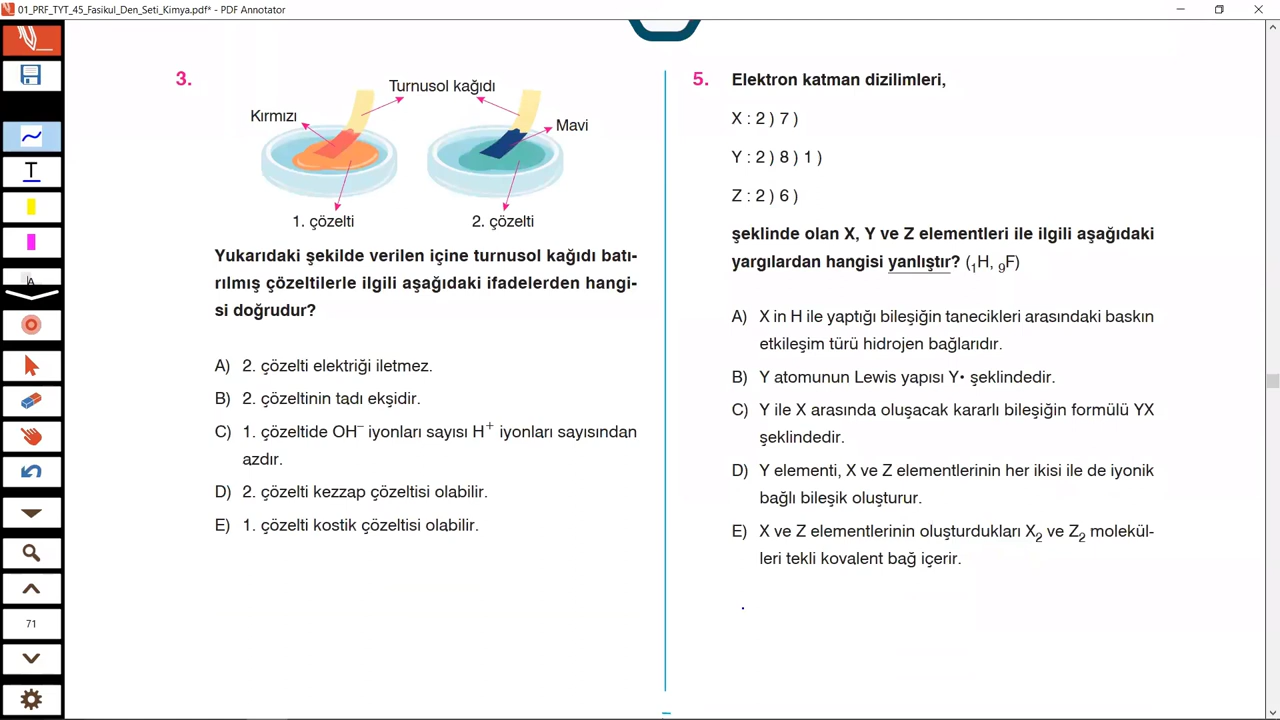 01_PRF_TYT_45_Fasikul_Den_Seti_Kimya.pdf* - PDF Annotator
3.
Turnusol kağıdı
Kırmızı
Mavi
1. çözelti
2. çözelti
Yukarıdaki şekilde verilen içine turnusol kağıdı batı-
rılmış çözeltilerle ilgili aşağıdaki ifadelerden hangi-
si doğrudur?
A) 2. çözelti elektriği iletmez.
B) 2. çözeltinin tadı ekşidir.
C) 1. çözeltide OH⁻ iyonları sayısı H⁺ iyonları sayısından
azdır.
D) 2. çözelti kezzap çözeltisi olabilir.
E) 1. çözelti kostik çözeltisi olabilir.
5. Elektron katman dizilimleri,
X : 2 ) 7 )
Y : 2 ) 8 ) 1 )
Z : 2 ) 6 )
şeklinde olan X, Y ve Z elementleri ile ilgili aşağıdaki
yargılardan hangisi yanlıştır? (₁H, ₉F)
A) X in H ile yaptığı bileşiğin tanecikleri arasındaki baskın
etkileşim türü hidrojen bağlarıdır.
B) Y atomunun Lewis yapısı Y• şeklindedir.
C) Y ile X arasında oluşacak kararlı bileşiğin formülü YX
şeklindedir.
D) Y elementi, X ve Z elementlerinin her ikisi ile de iyonik
bağlı bileşik oluşturur.
E) X ve Z elementlerinin oluşturdukları X₂ ve Z₂ molekül-
leri tekli kovalent bağ içerir.
T
A
71